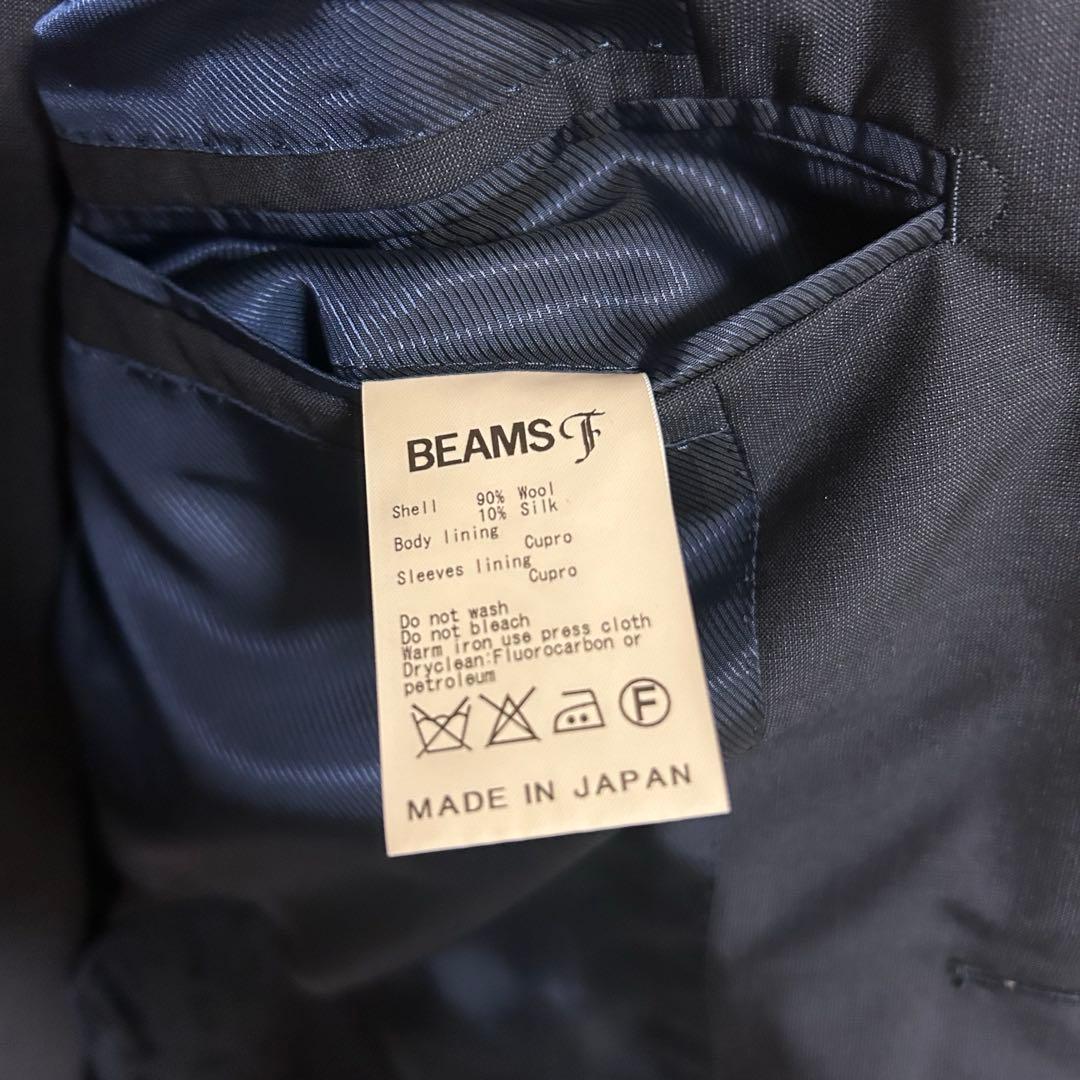 BEAMS F
Shell 90% Wool
10% Silk
Body lining Cupro
Sleeves lining Cupro
Do not wash
Do not bleach
Warm iron use press cloth
Dryclean:Fluorocarbon or
petroleum
F
MADE IN JAPAN